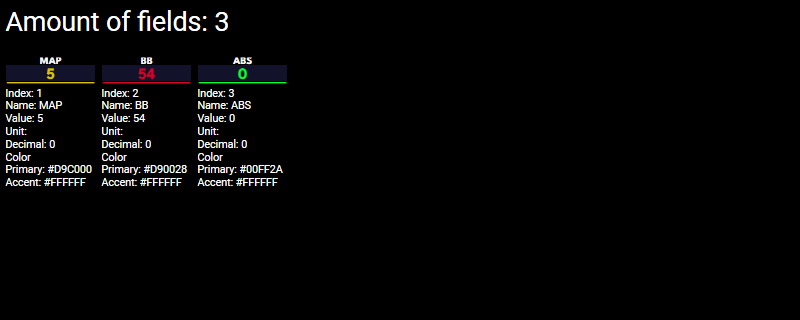 Amount of fields: 3
MAP
5
Index: 1
Name: MAP
Value: 5
Unit:
Decimal: 0
Color
Primary: #D9C000
Accent: #FFFFFF
BB
54
Index: 2
Name: BB
Value: 54
Unit:
Decimal: 0
Color
Primary: #D90028
Accent: #FFFFFF
ABS
0
Index: 3
Name: ABS
Value: 0
Unit:
Decimal: 0
Color
Primary: #00FF2A
Accent: #FFFFFF